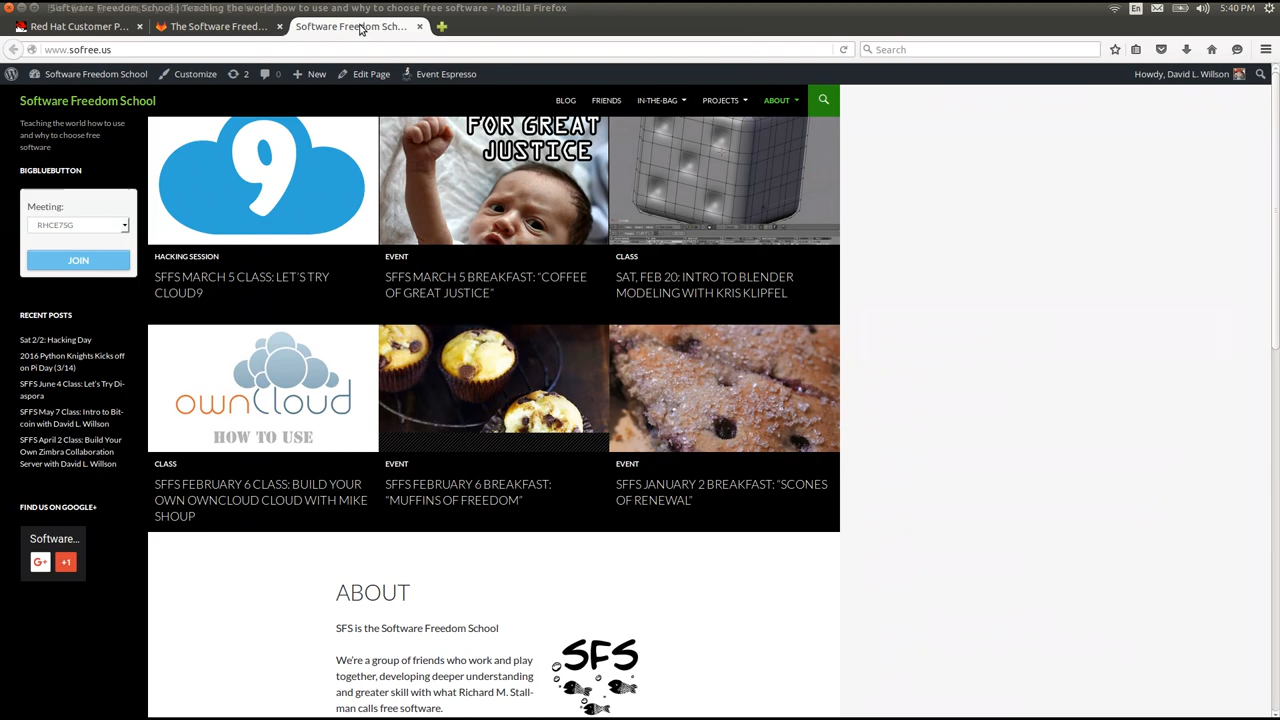 Software Freedom School | Teaching the world how to use and why to choose free software - Mozilla Firefox
En
5:40 PM
Red Hat Customer P...
The Software Freed...
Software Freedom Sch...
www.sofree.us
Search
Software Freedom School
Customize
2
0
New
Edit Page
Event Espresso
Howdy, David L. Willson
Software Freedom School
BLOG
FRIENDS
IN-THE-BAG
PROJECTS
ABOUT
Teaching the world how to use
and why to choose free
software
BIGBLUEBUTTON
Meeting:
RHCE7SG
JOIN
RECENT POSTS
Sat 2/2: Hacking Day
2016 Python Knights Kicks off
on Pi Day (3/14)
SFFS June 4 Class: Let's Try Di-
aspora
SFFS May 7 Class: Intro to Bit-
coin with David L. Willson
SFFS April 2 Class: Build Your
Own Zimbra Collaboration
Server with David L. Willson
FIND US ON GOOGLE+
Software...
G+
+1
9
HACKING SESSION
SFFS MARCH 5 CLASS: LET'S TRY
CLOUD9
FOR GREAT
JUSTICE
EVENT
SFFS MARCH 5 BREAKFAST: "COFFEE
OF GREAT JUSTICE"
CLASS
SAT, FEB 20: INTRO TO BLENDER
MODELING WITH KRIS KLIPFEL
ownCloud
HOW TO USE
CLASS
SFFS FEBRUARY 6 CLASS: BUILD YOUR
OWN OWNCLOUD CLOUD WITH MIKE
SHOUP
EVENT
SFFS FEBRUARY 6 BREAKFAST:
"MUFFINS OF FREEDOM"
EVENT
SFFS JANUARY 2 BREAKFAST: "SCONES
OF RENEWAL"
ABOUT
SFS is the Software Freedom School
We're a group of friends who work and play
together, developing deeper understanding
and greater skill with what Richard M. Stall-
man calls free software.
SFS